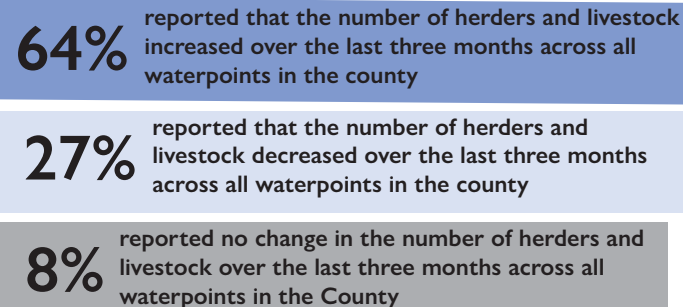 64%
reported that the number of herders and livestock
increased over the last three months across all
waterpoints in the county
27%
reported that the number of herders and
livestock decreased over the last three months
across all waterpoints in the county
8%
reported no change in the number of herders and
livestock over the last three months across all
waterpoints in the County